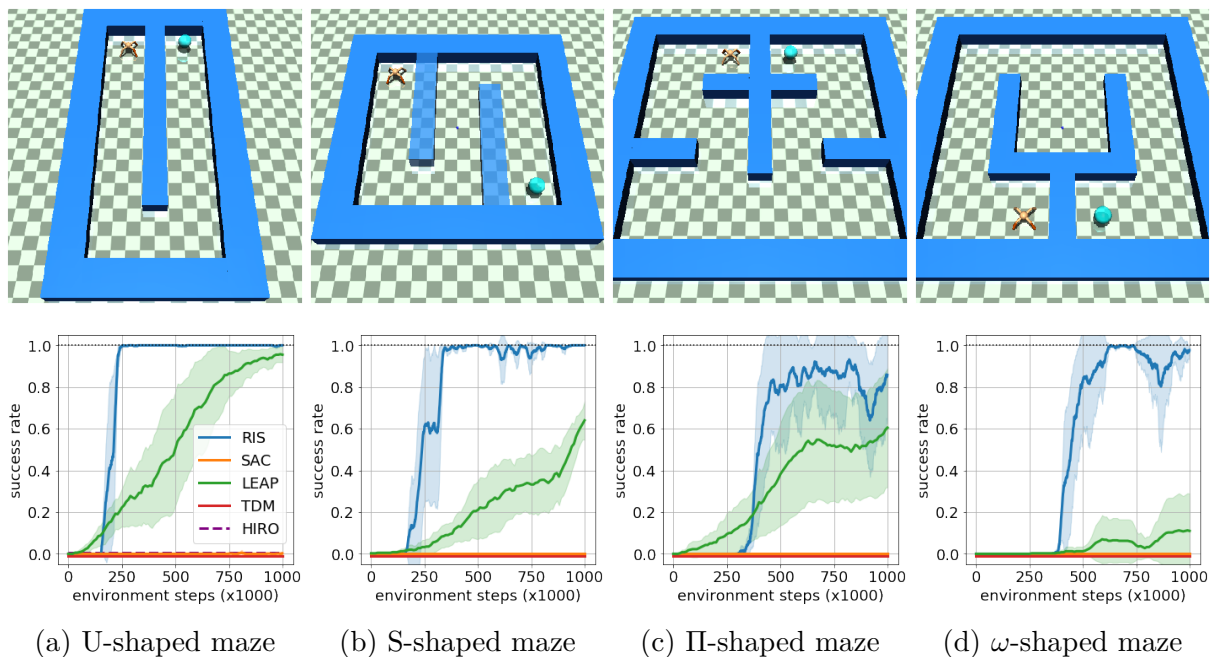 1.0
0.8
0.6
0.4
0.2
0.0
success rate
0 250 500 750 1000
environment steps (x1000)
RIS
SAC
LEAP
TDM
HIRO
1.0
0.8
0.6
0.4
0.2
0.0
success rate
0 250 500 750 1000
environment steps (x1000)
1.0
0.8
0.6
0.4
0.2
0.0
success rate
0 250 500 750 1000
environment steps (x1000)
1.0
0.8
0.6
0.4
0.2
0.0
success rate
0 250 500 750 1000
environment steps (x1000)
(a) U-shaped maze
(b) S-shaped maze
(c) Π-shaped maze
(d) ω-shaped maze